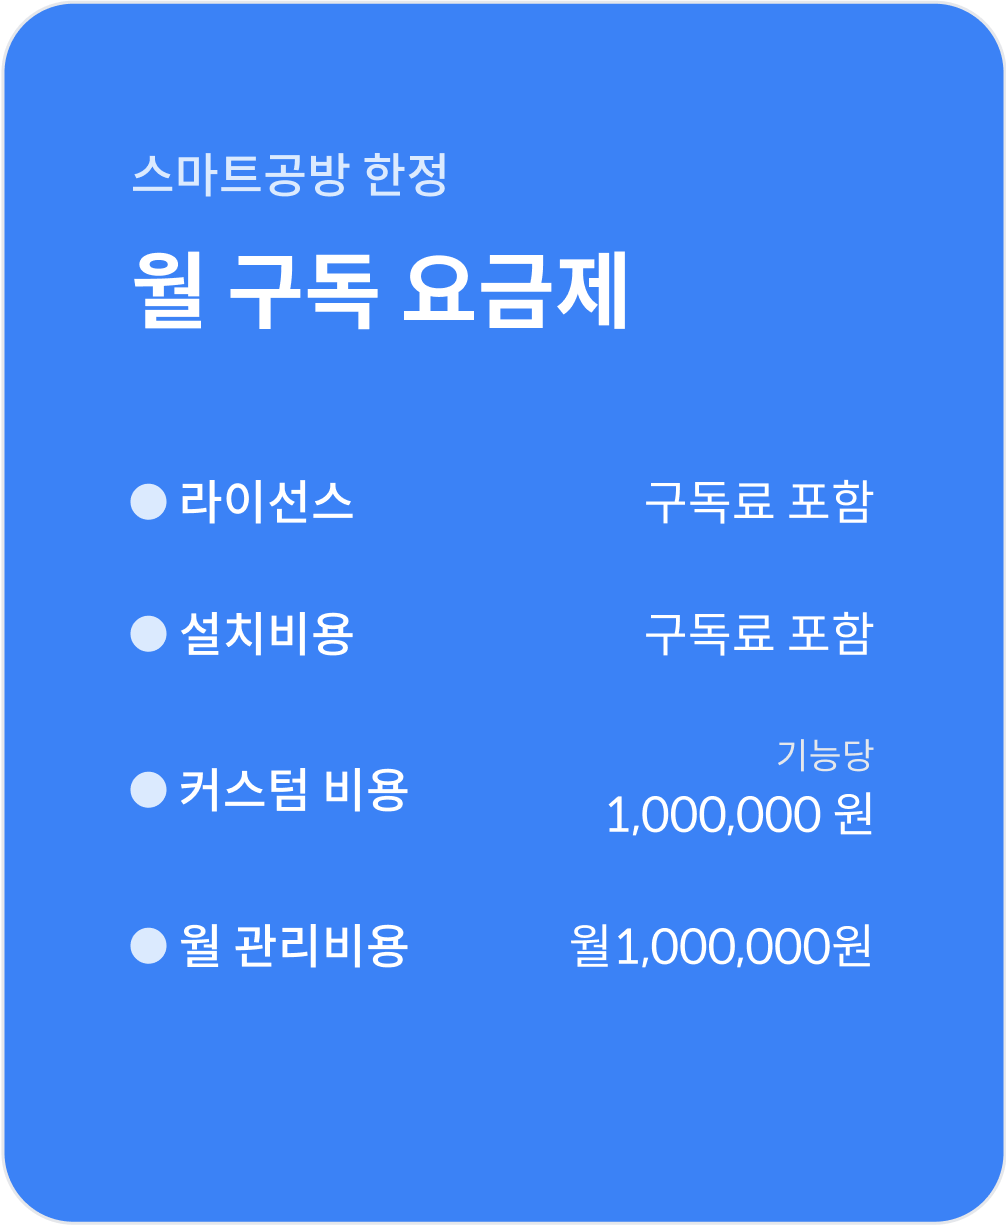 스마트공방 한정
월 구독 요금제
라이선스 구독료 포함
설치비용 구독료 포함
기능당
커스텀 비용 1,000,000 원
월 관리비용 월1,000,000원